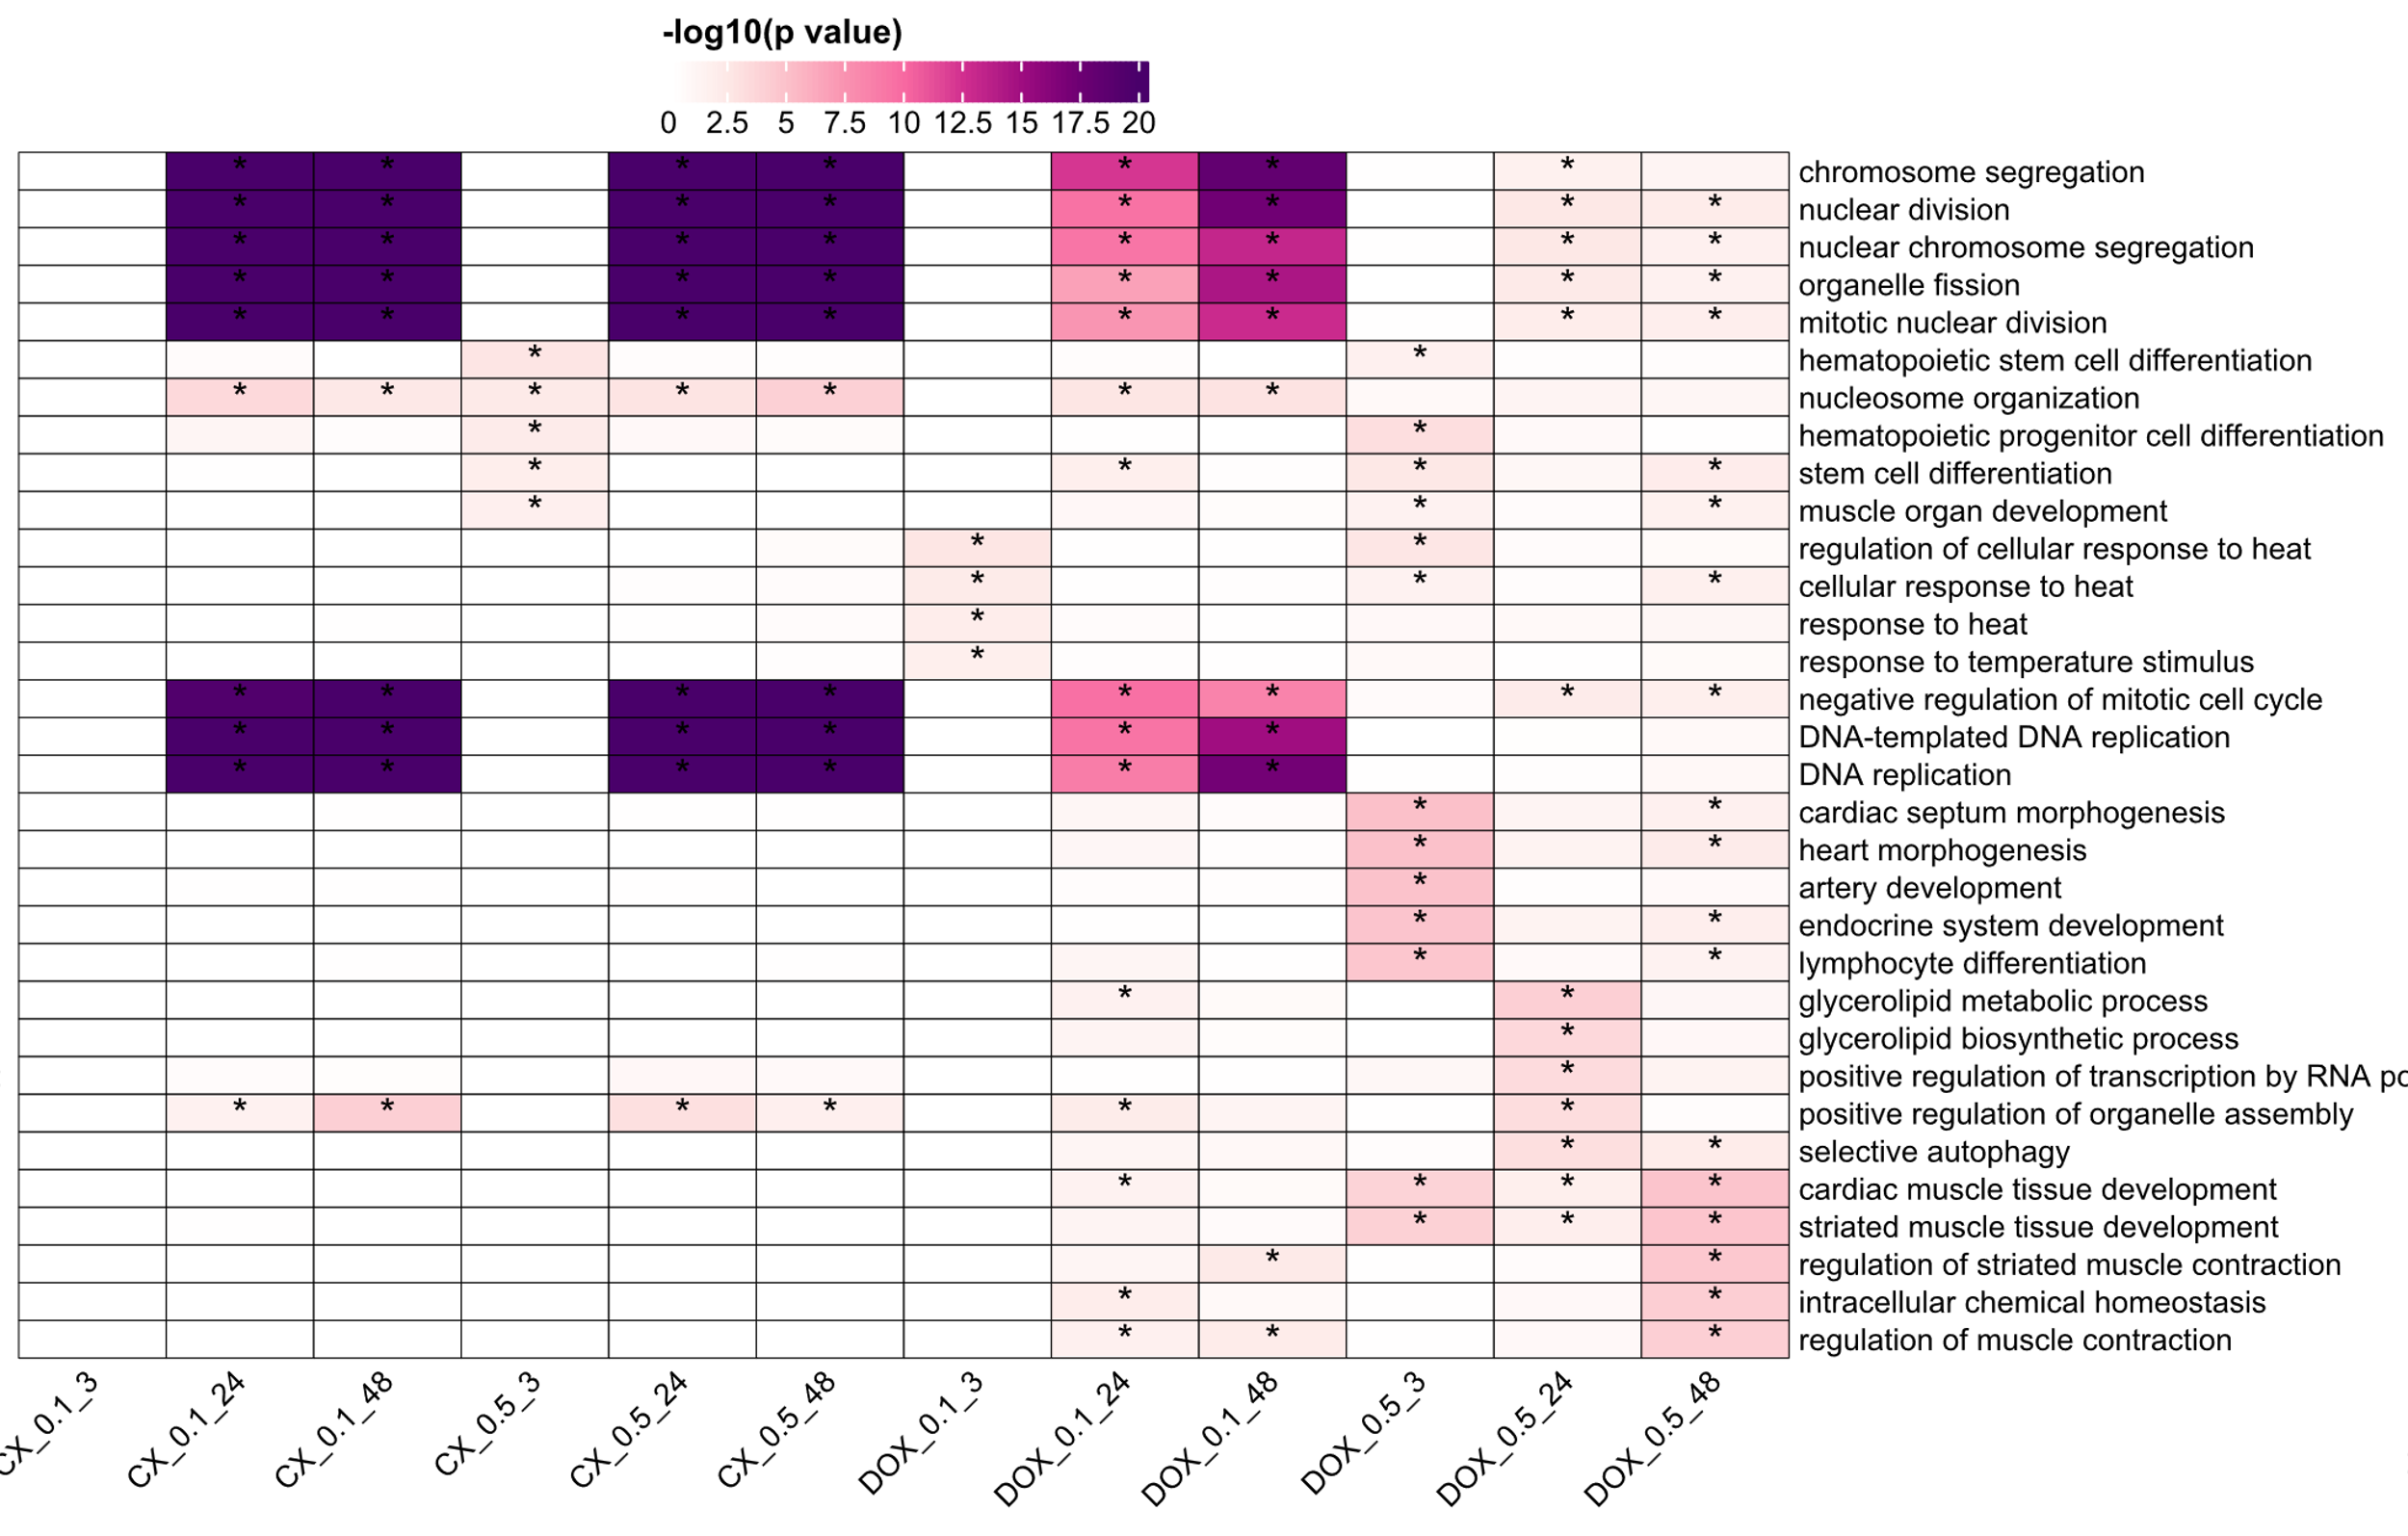 -log10(p value)
0 2.5 5 7.5 10 12.5 15 17.5 20
* * * * * * * chromosome segregation
* * * * * * * * nuclear division
* * * * * * * * nuclear chromosome segregation
* * * * * * * * organelle fission
* * * * * * * * mitotic nuclear division
* * hematopoietic stem cell differentiation
* * * * * * * nucleosome organization
* * hematopoietic progenitor cell differentiation
* * * * stem cell differentiation
* * * muscle organ development
* * regulation of cellular response to heat
* * * cellular response to heat
* response to heat
* response to temperature stimulus
* * * * * * * * negative regulation of mitotic cell cycle
* * * * * * DNA-templated DNA replication
* * * * * * DNA replication
* * cardiac septum morphogenesis
* * heart morphogenesis
* artery development
* * endocrine system development
* * lymphocyte differentiation
* * glycerolipid metabolic process
* glycerolipid biosynthetic process
* positive regulation of transcription by RNA po
* * * * * * positive regulation of organelle assembly
* * selective autophagy
* * * * cardiac muscle tissue development
* * * striated muscle tissue development
* * regulation of striated muscle contraction
* * intracellular chemical homeostasis
* * * regulation of muscle contraction
CX_0.1_3
CX_0.1_24
CX_0.1_48
CX_0.5_3
CX_0.5_24
CX_0.5_48
DOX_0.1_3
DOX_0.1_24
DOX_0.1_48
DOX_0.5_3
DOX_0.5_24
DOX_0.5_48